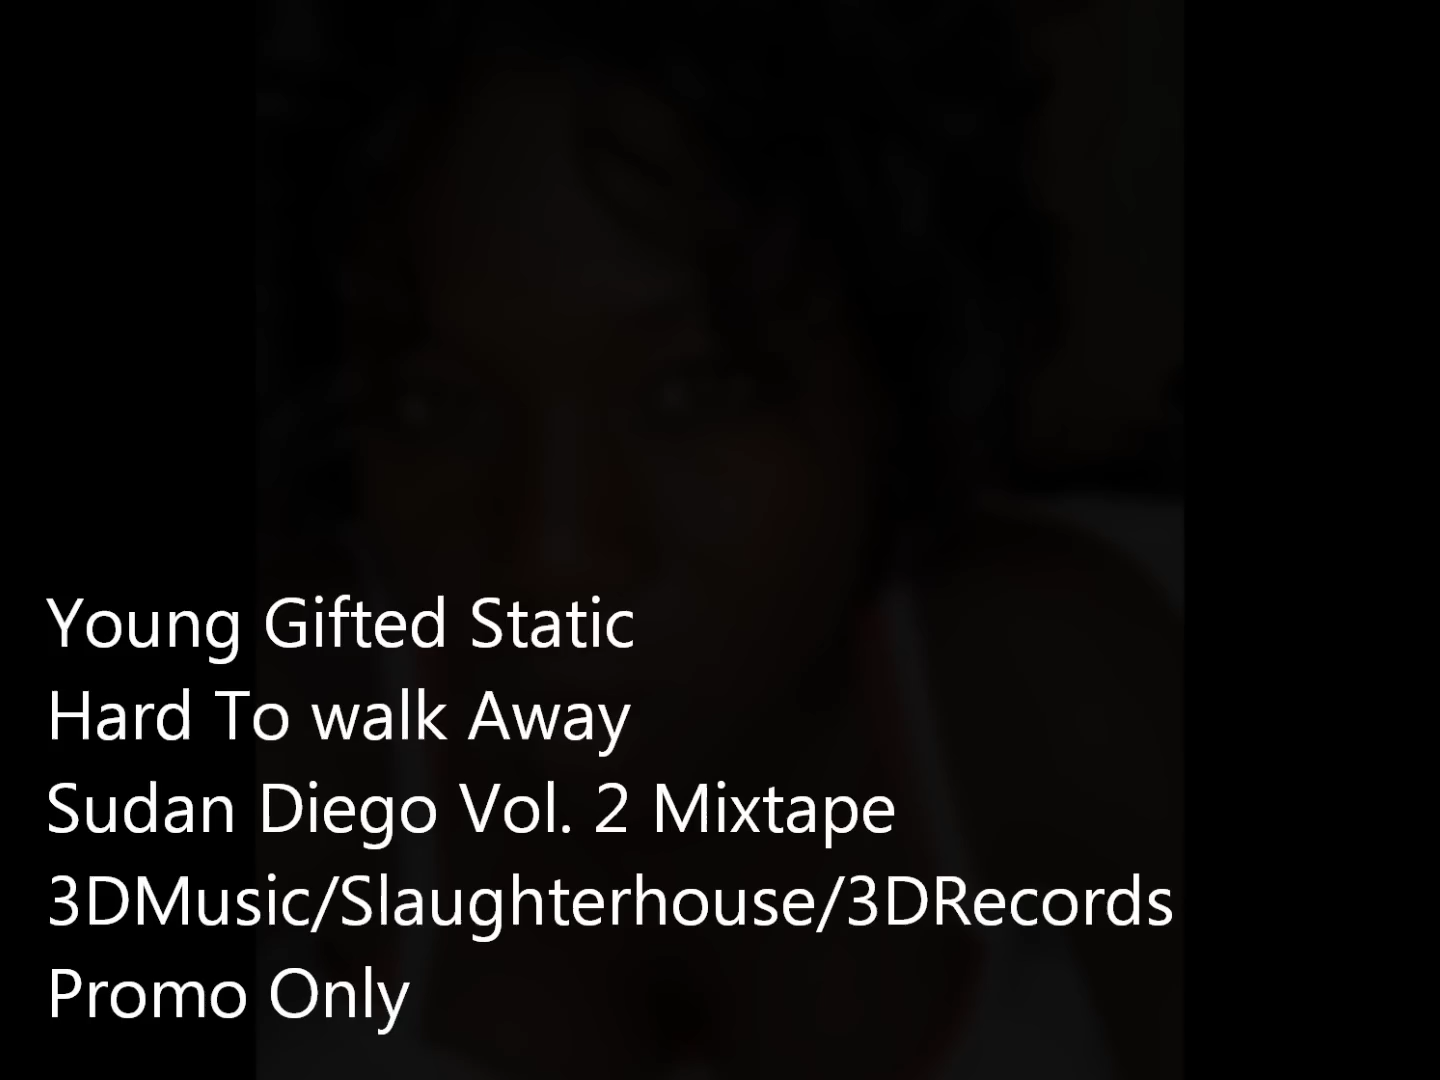 Young Gifted Static
Hard To walk Away
Sudan Diego Vol. 2 Mixtape
3DMusic/Slaughterhouse/3DRecords
Promo Only